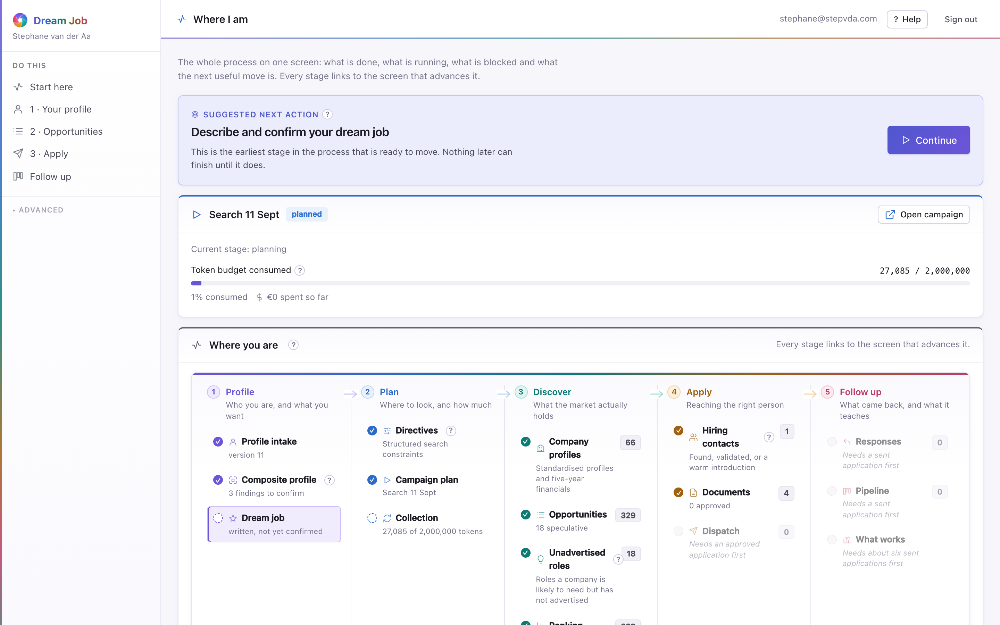 Dream Job
Stephane van der Aa
DO THIS
Start here
1 · Your profile
2 · Opportunities
3 · Apply
Follow up
ADVANCED
Where I am
stephane@stepvda.com
? Help
Sign out
The whole process on one screen: what is done, what is running, what is blocked and what
the next useful move is. Every stage links to the screen that advances it.
SUGGESTED NEXT ACTION ?
Describe and confirm your dream job
This is the earliest stage in the process that is ready to move. Nothing later can
finish until it does.
Continue
Search 11 Sept planned
Open campaign
Current stage: planning
Token budget consumed ?
27,085 / 2,000,000
1% consumed $ €0 spent so far
Where you are ?
Every stage links to the screen that advances it.
1 Profile
Who you are, and what you
want
Profile intake
version 11
Composite profile ?
3 findings to confirm
Dream job
written, not yet confirmed
2 Plan
Where to look, and how much
Directives ?
Structured search
constraints
Campaign plan
Search 11 Sept
Collection
27,085 of 2,000,000 tokens
3 Discover
What the market actually
holds
Company
profiles
66
Standardised profiles
and five-year
financials
Opportunities 329
18 speculative
Unadvertised
roles
? 18
Roles a company is
likely to need but has
not advertised
4 Apply
Reaching the right person
Hiring
contacts
? 1
Found, validated, or a
warm introduction
Documents 4
0 approved
Dispatch 0
Needs an approved
application first
5 Follow up
What came back, and what it
teaches
Responses 0
Needs a sent
application first
Pipeline 0
Needs a sent
application first
What works
Needs about six sent
applications first